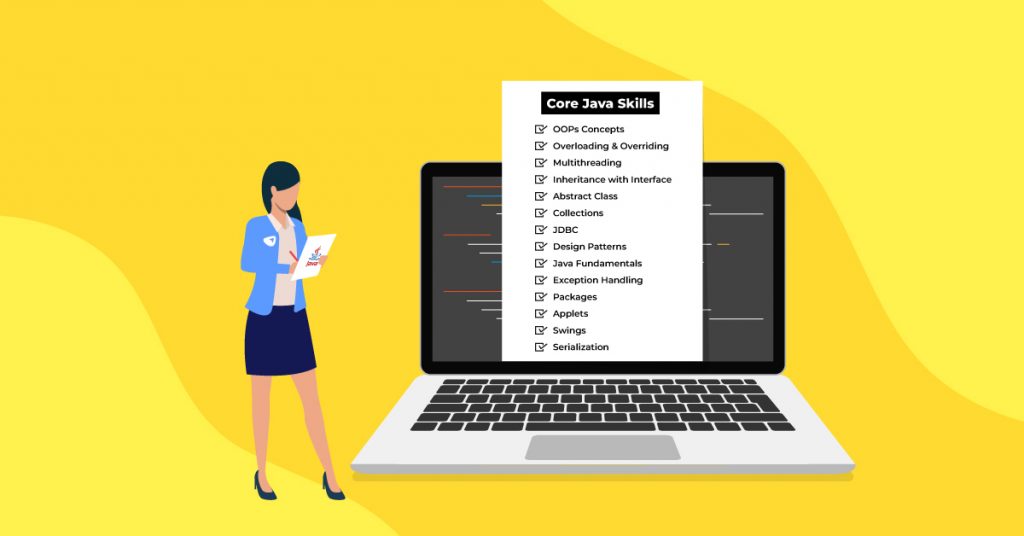 Core Java Skills
OOPs Concepts
Overloading & Overriding
Multithreading
Inheritance with Interface
Abstract Class
Collections
JDBC
Design Patterns
Java Fundamentals
Exception Handling
Packages
Applets
Swings
Serialization
Java